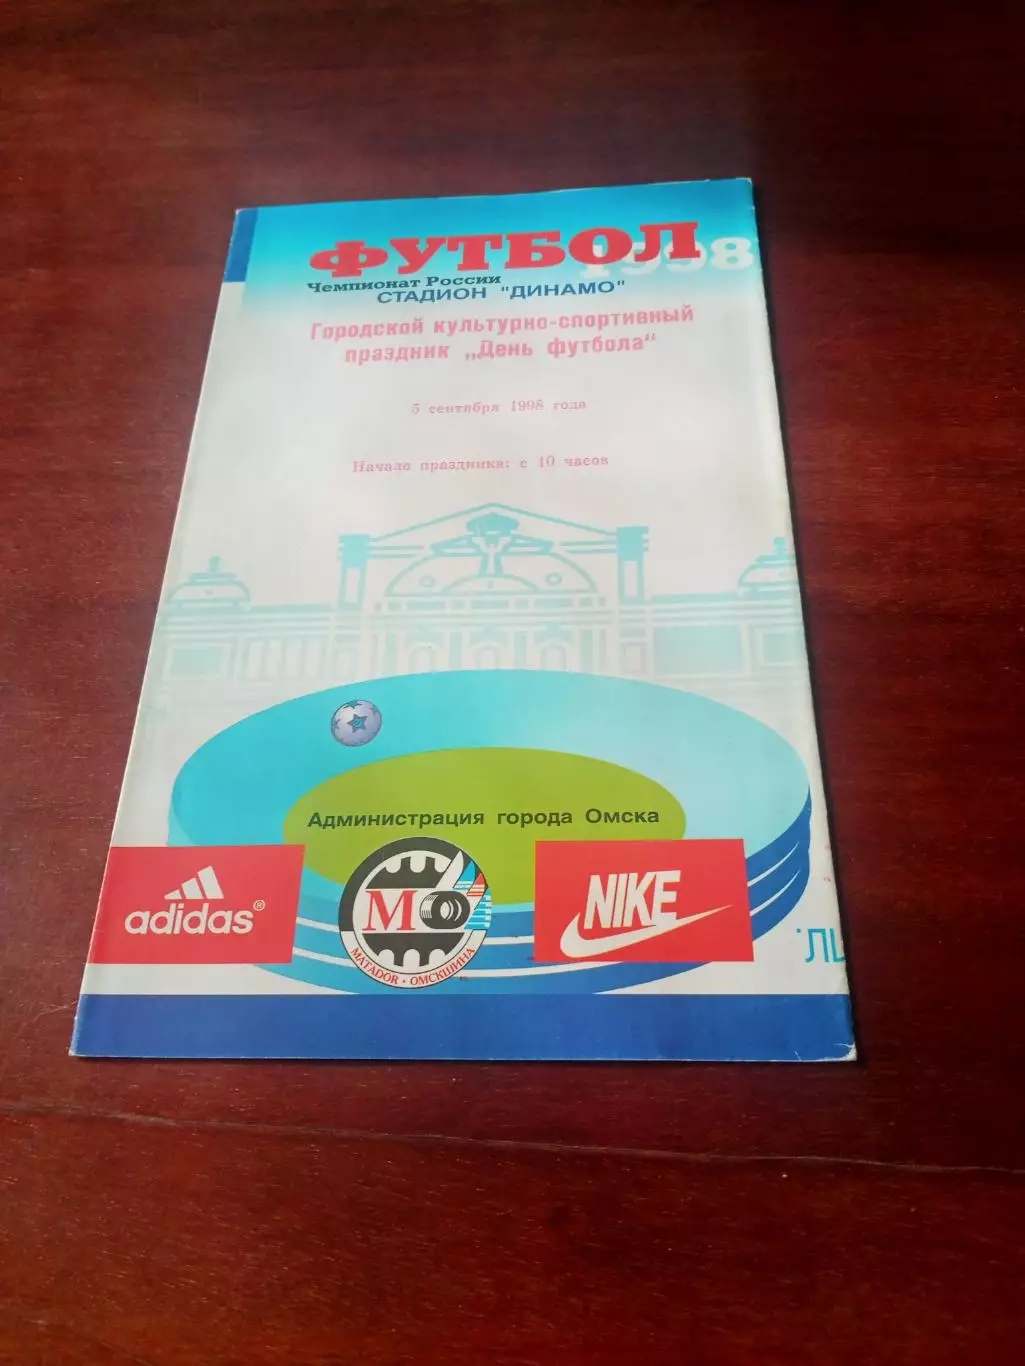 ФУТБОЛ
1998
Чемпионат России
СТАДИОН "ДИНАМО"
Городской культурно-спортивный
праздник „День футбола“
5 сентября 1998 года
Начало праздника: с 10 часов
Администрация города Омска
adidas®
М
MATADOR · ОМСКШИНА
NIKE